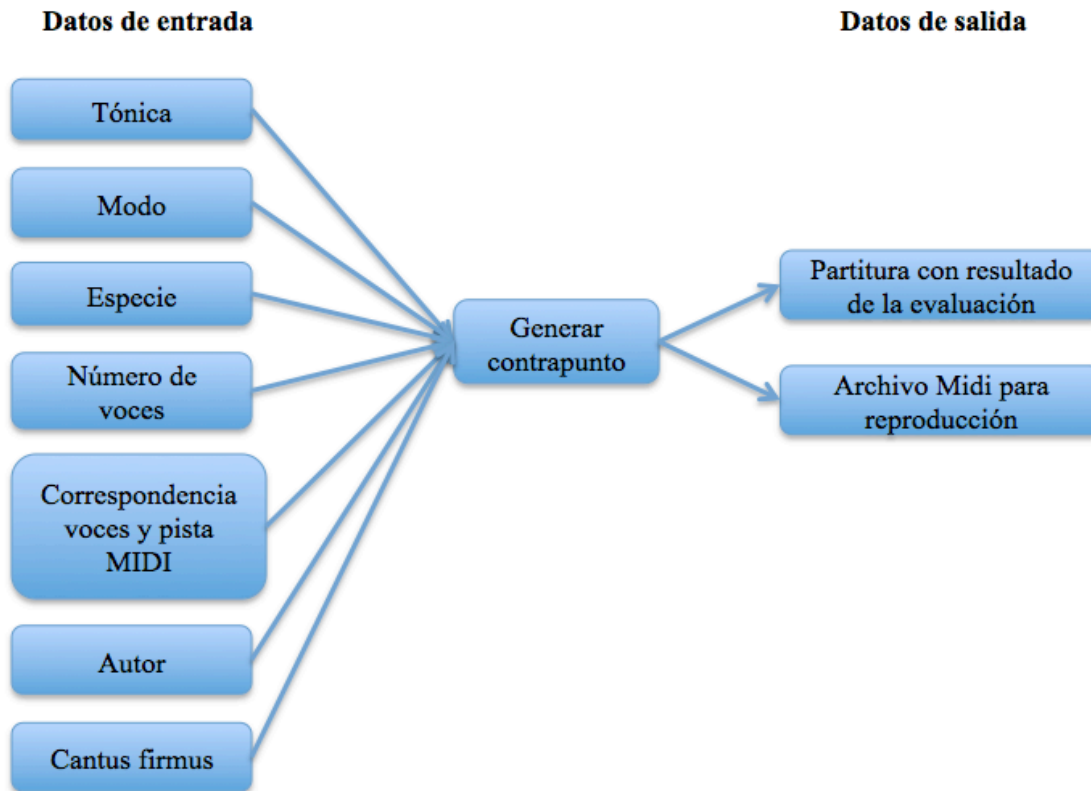 Datos de entrada
Datos de salida
Tónica
Modo
Especie
Número de
voces
Correspondencia
voces y pista
MIDI
Autor
Cantus firmus
Generar
contrapunto
Partitura con resultado
de la evaluación
Archivo Midi para
reproducción